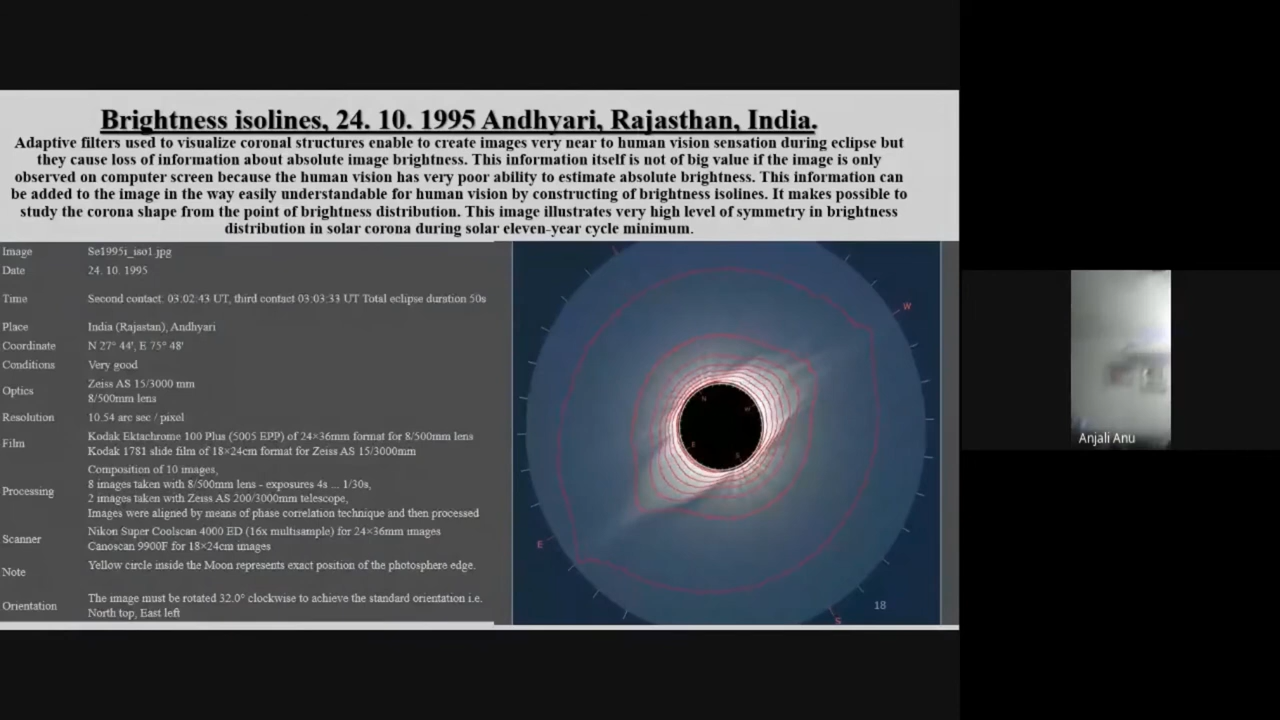 Brightness isolines, 24. 10. 1995 Andhyari, Rajasthan, India.
Adaptive filters used to visualize coronal structures enable to create images very near to human vision sensation during eclipse but
they cause loss of information about absolute image brightness. This information itself is not of big value if the image is only
observed on computer screen because the human vision has very poor ability to estimate absolute brightness. This information can
be added to the image in the way easily understandable for human vision by constructing of brightness isolines. It makes possible to
study the corona shape from the point of brightness distribution. This image illustrates very high level of symmetry in brightness
distribution in solar corona during solar eleven-year cycle minimum.
Image Se1995i_iso1.jpg
Date 24. 10. 1995
Time Second contact: 03:02:43 UT, third contact 03:03:33 UT Total eclipse duration 50s
Place India (Rajastan), Andhyari
Coordinate N 27° 44', E 75° 48'
Conditions Very good
Optics Zeiss AS 15/3000 mm
8/500mm lens
Resolution 10.54 arc sec / pixel
Film Kodak Ektachrome 100 Plus (5005 EPP) of 24×36mm format for 8/500mm lens
Kodak 1781 slide film of 18×24cm format for Zeiss AS 15/3000mm
Processing Composition of 10 images,
8 images taken with 8/500mm lens - exposures 4s ... 1/30s,
2 images taken with Zeiss AS 200/3000mm telescope,
Images were aligned by means of phase correlation technique and then processed
Scanner Nikon Super Coolscan 4000 ED (16x multisample) for 24×36mm images
Canoscan 9900F for 18×24cm images
Note Yellow circle inside the Moon represents exact position of the photosphere edge.
Orientation The image must be rotated 32.0° clockwise to achieve the standard orientation i.e.
North top, East left
W
E
S
18
Anjali Anu